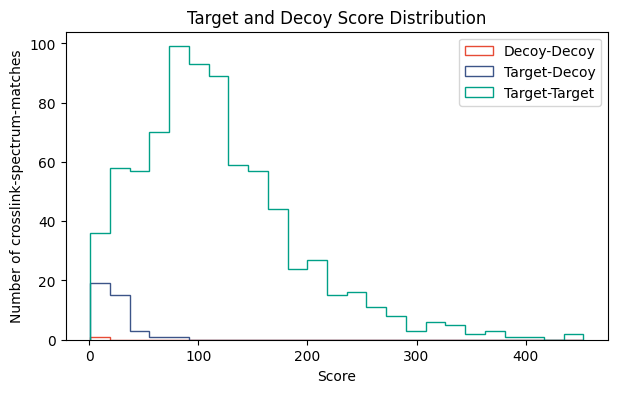 Target and Decoy Score Distribution
Number of crosslink-spectrum-matches
100
80
60
40
20
0
Decoy-Decoy
Target-Decoy
Target-Target
0 100 200 300 400
Score